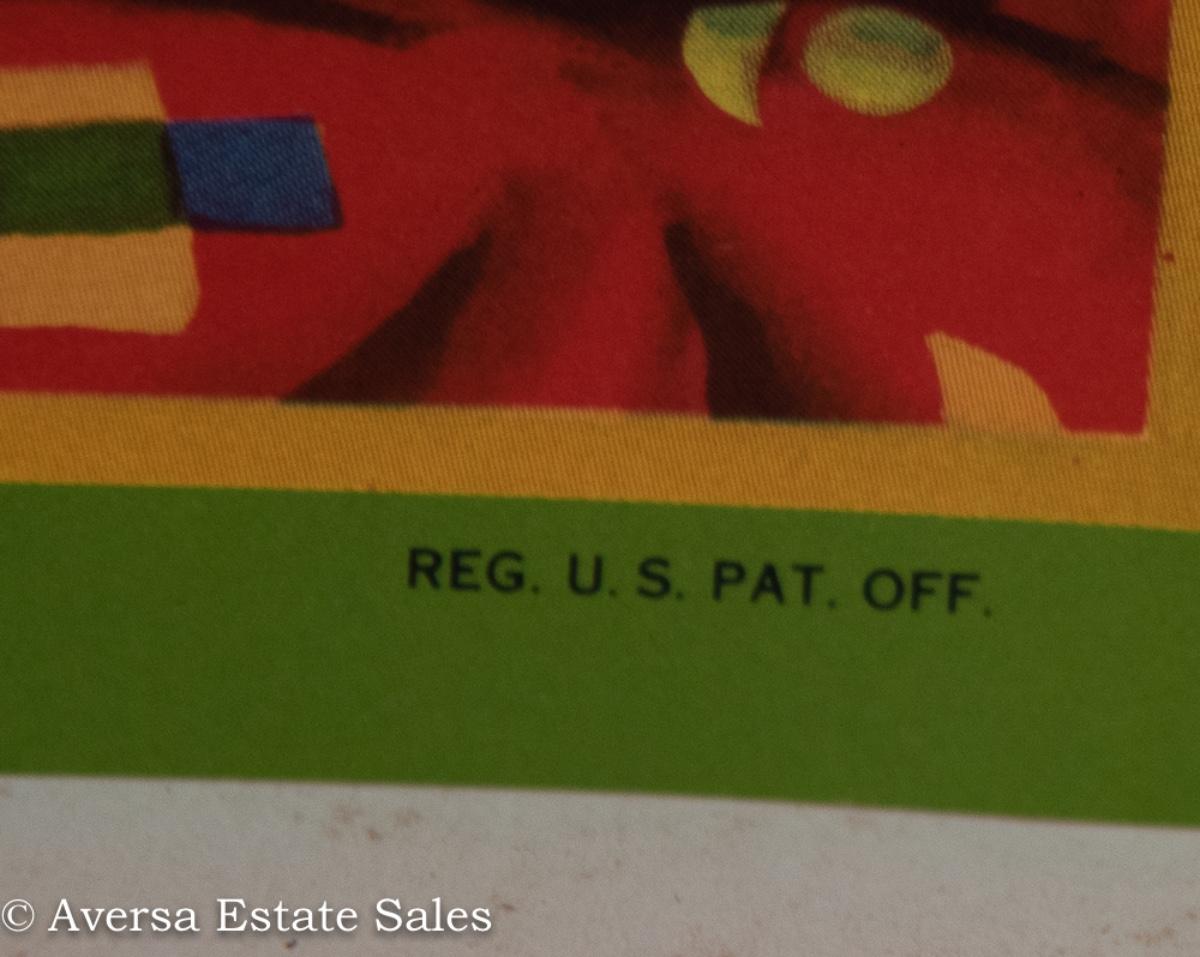 REG. U. S. PAT. OFF.
© Aversa Estate Sales